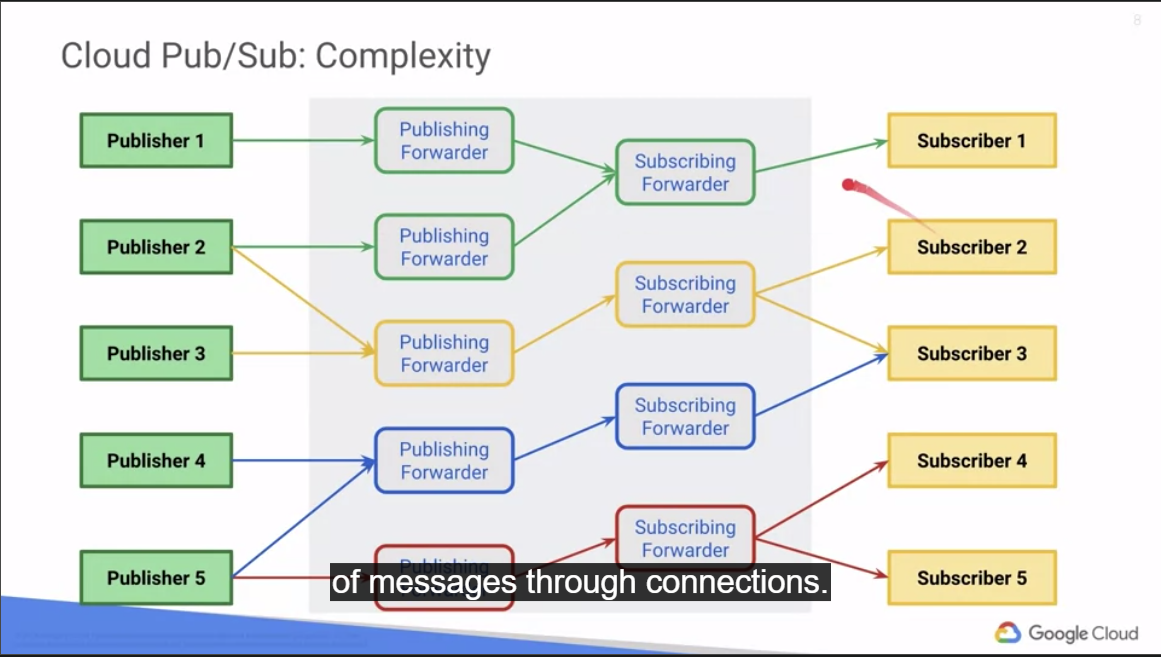 8
Cloud Pub/Sub: Complexity
Publisher 1
Publishing
Forwarder
Subscribing
Forwarder
Subscriber 1
Publisher 2
Publishing
Forwarder
Subscriber 2
Subscribing
Forwarder
Publisher 3
Publishing
Forwarder
Subscriber 3
Subscribing
Forwarder
Publisher 4
Publishing
Forwarder
Subscriber 4
Subscribing
Forwarder
Publisher 5
Publishing
Subscriber 5
of messages through connections.
Google Cloud